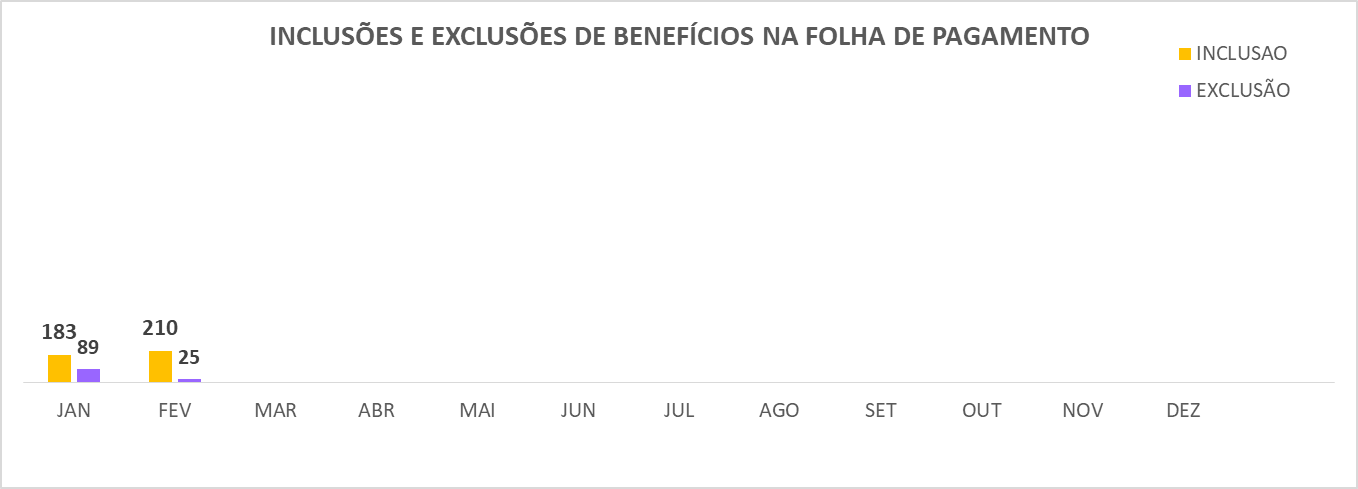 INCLUSÕES E EXCLUSÕES DE BENEFÍCIOS NA FOLHA DE PAGAMENTO
INCLUSAO
EXCLUSÃO
183
89
210
25
JAN FEV MAR ABR MAI JUN JUL AGO SET OUT NOV DEZ